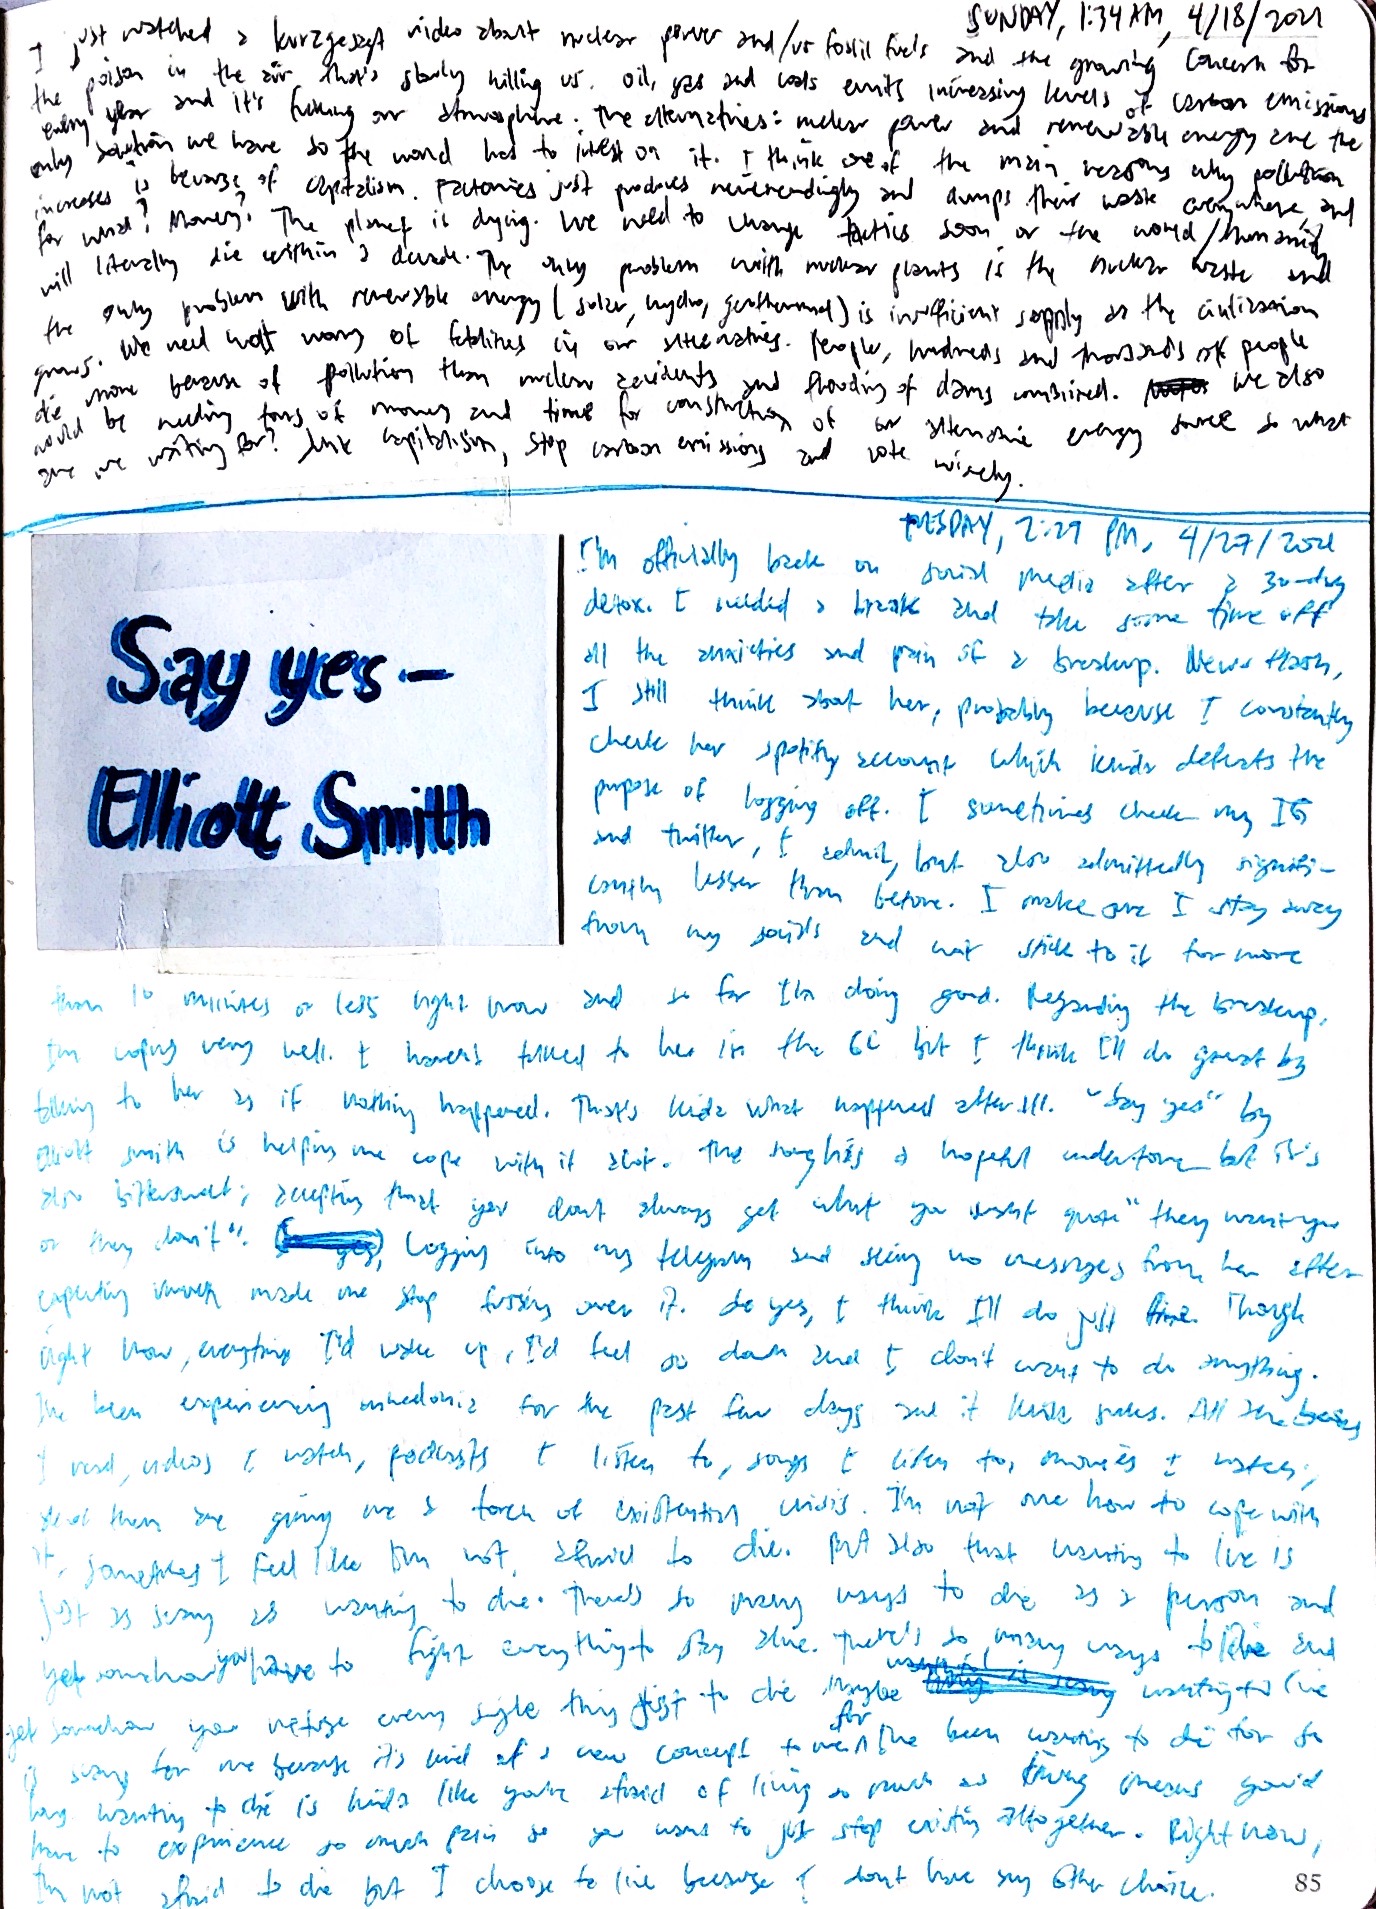 SUNDAY, 1:34 AM, 4/18/2021
I just watched a kurzgesagt video about nuclear power and/vs fossil fuels and the growing concern for
the poison in the air that's slowly killing us. Oil, gas and coals emits increasing levels of carbon emissions
every year and it's fucking our atmosphere. The alternatives: nuclear power and renewable energy are the
only solution we have so the world has to invest on it. I think one of the main reasons why pollution
increases is because of capitalism. Factories just produces neverendingly and dumps their waste everywhere, and
for what? Money? The planet is dying. We need to change tactics soon or the world/humanity
will literally die within a decade. The only problem with nuclear plants is the nuclear waste and
the only problem with renewable energy (solar, hydro, geothermal) is insufficient supply as the civilization
grows. We need not worry of fatalities in our alternatives. People, hundreds and thousands of people
die more because of pollution than nuclear accidents and flooding of dams combined. We also
would be needing tons of money and time for construction of our alternative energy source so what
are we waiting for? Junk capitalism, stop carbon emissions and vote wisely.
TUESDAY, 2:29 PM, 4/27/2021
Say yes –
Elliott Smith
I'm officially back on social media after a 30-day
detox. I needed a break and take some time off
all the anxieties and pain of a breakup. News flash,
I still think about her, probably because I constantly
check her spotify account which kinda defeats the
purpose of logging off. I sometimes check my IG
and twitter, I admit, but also admittedly signifi-
cantly lesser than before. I make sure I stay away
from my socials and not stick to it for more
than 10 minutes or less right now and so far I'm doing good. Regarding the breakup,
I'm coping very well. I haven't talked to her in the GC but I think I'll do great by
talking to her as if nothing happened. That's kinda what happened after all. "Say yes" by
Elliott smith is helping me cope with it alot. The song has a hopeful undertone but it's
also bittersweet; accepting that you dont always get what you want quote "they want you
or they don't". Logging into my telegram and seeing no messages from her after
expecting made me stop fussing over it. So yes, I think I'll do just fine. Though
right now, everytime I'd wake up, I'd feel so down and I don't want to do anything.
I've been experiencing anhedonia for the past few days and it kinda sucks. All the books
I read, videos I watch, podcasts I listen to, songs I listen to, movies I watch,
all of them are giving me a form of existential crisis. I'm not sure how to cope with
it, sometimes I feel like I'm not afraid to die. But also that wanting to live is
just as scary as wanting to die. There's so many ways to die as a person and
yet somehow you have to fight everything to stay alive. There's so many ways to live and
yet somehow you refuse every single thing just to die maybe wanting to live
is scary for me because it's kind of a new concept to me for I've been wanting to die for so
long. Wanting to die is kinda like you're afraid of living so much as living means you'd
have to experience so much pain so you want to just stop existing altogether. Right now,
I'm not afraid to die but I choose to live because I dont have any other choice.
85